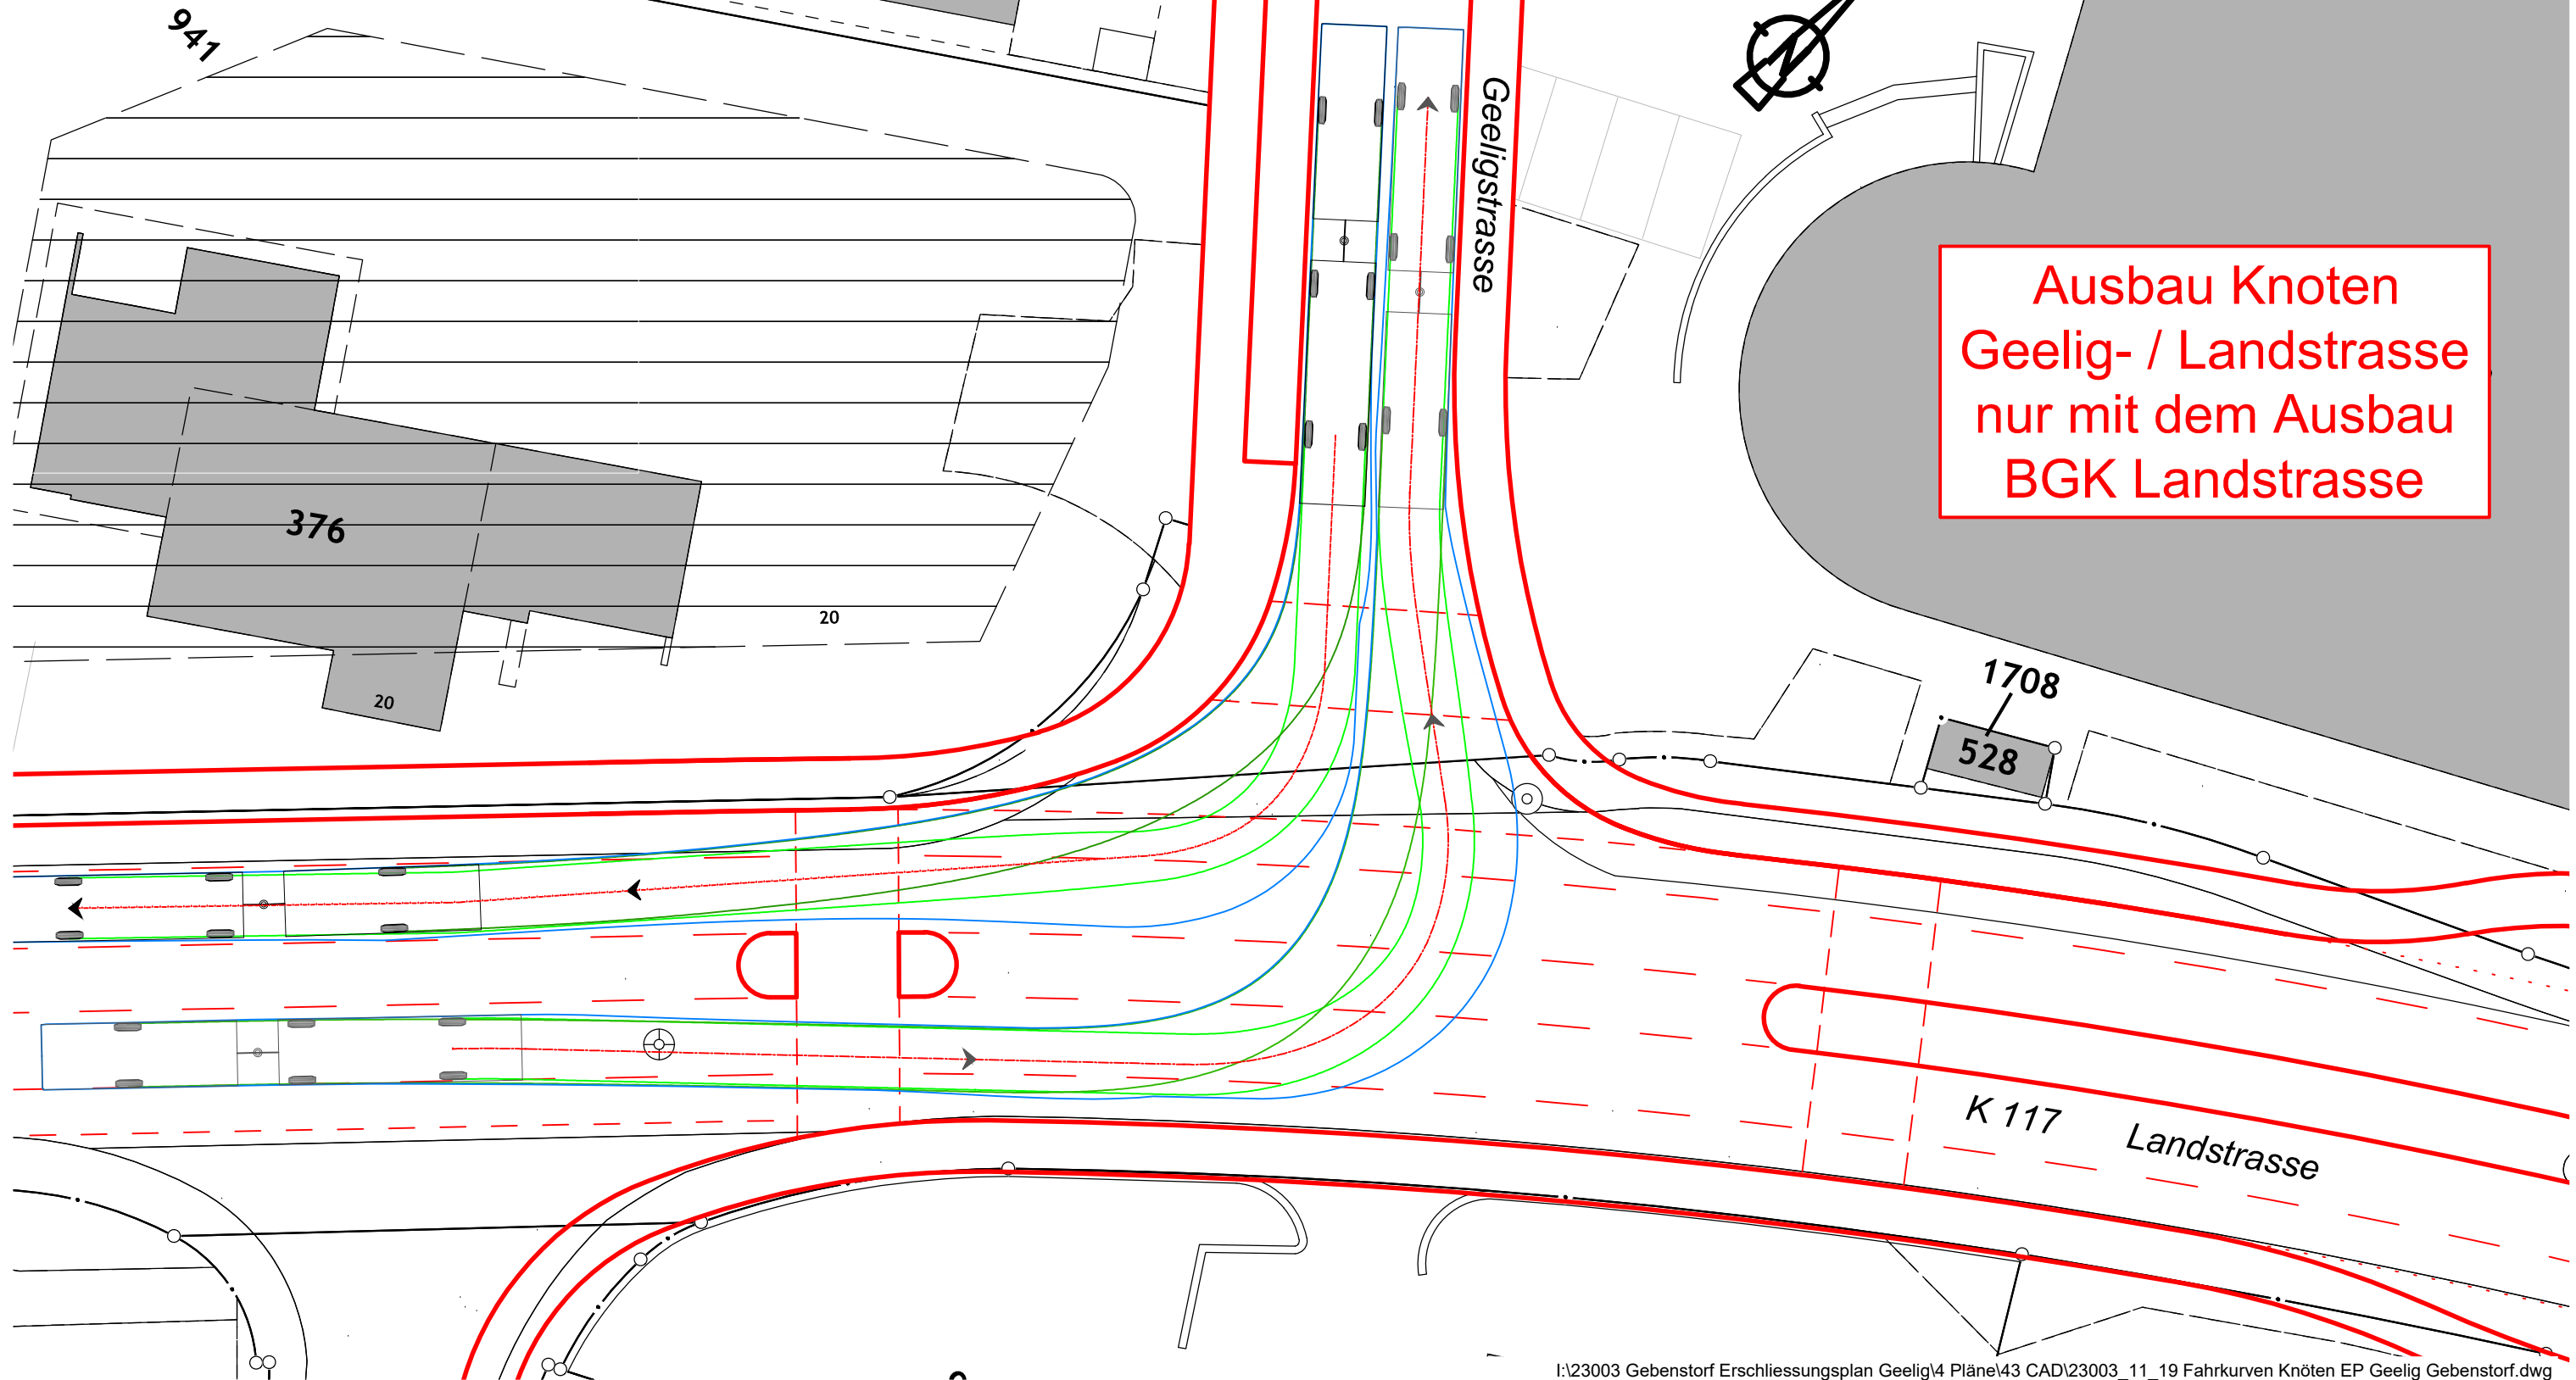 941
N
Geeligstrasse
Ausbau Knoten
Geelig- / Landstrasse
nur mit dem Ausbau
BGK Landstrasse
376
20
20
1708
528
K 117 Landstrasse
I:\23003 Gebenstorf Erschliessungsplan Geelig\4 Pläne\43 CAD\23003_11_19 Fahrkurven Knöten EP Geelig Gebenstorf.dwg